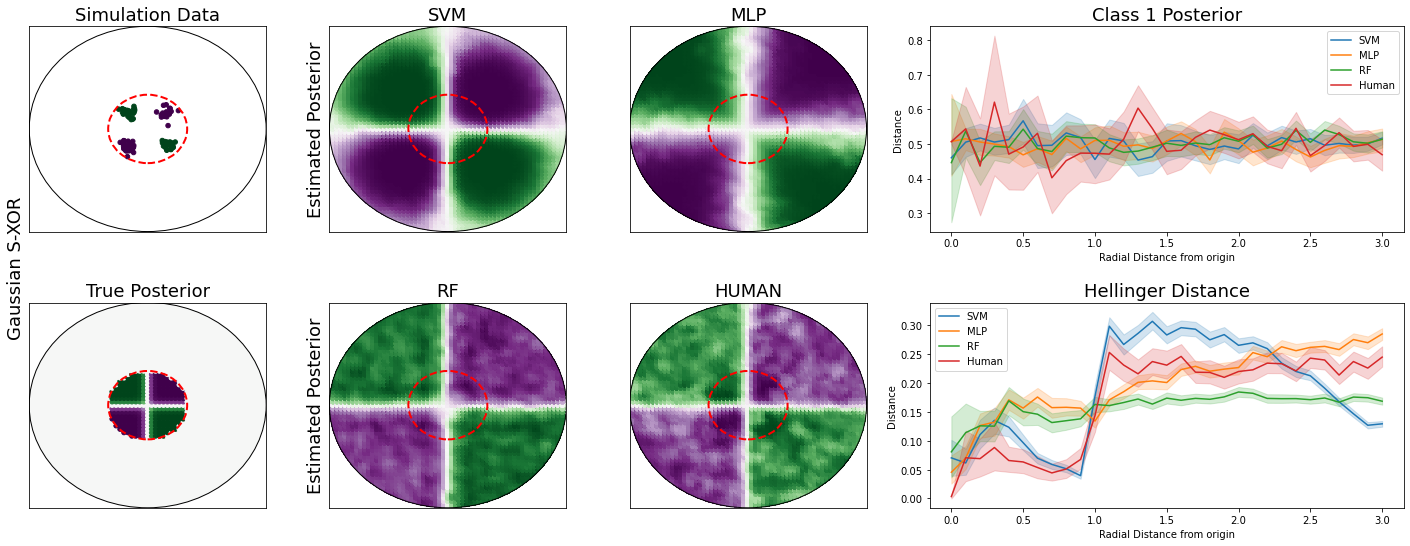 Gaussian S-XOR
Simulation Data
SVM
Estimated Posterior
MLP
Class 1 Posterior
SVM
MLP
RF
Human
Distance
0.8
0.7
0.6
0.5
0.4
0.3
0.0 0.5 1.0 1.5 2.0 2.5 3.0
Radial Distance from origin
True Posterior
RF
Estimated Posterior
HUMAN
Hellinger Distance
SVM
MLP
RF
Human
Distance
0.30
0.25
0.20
0.15
0.10
0.05
0.00
0.0 0.5 1.0 1.5 2.0 2.5 3.0
Radial Distance from origin